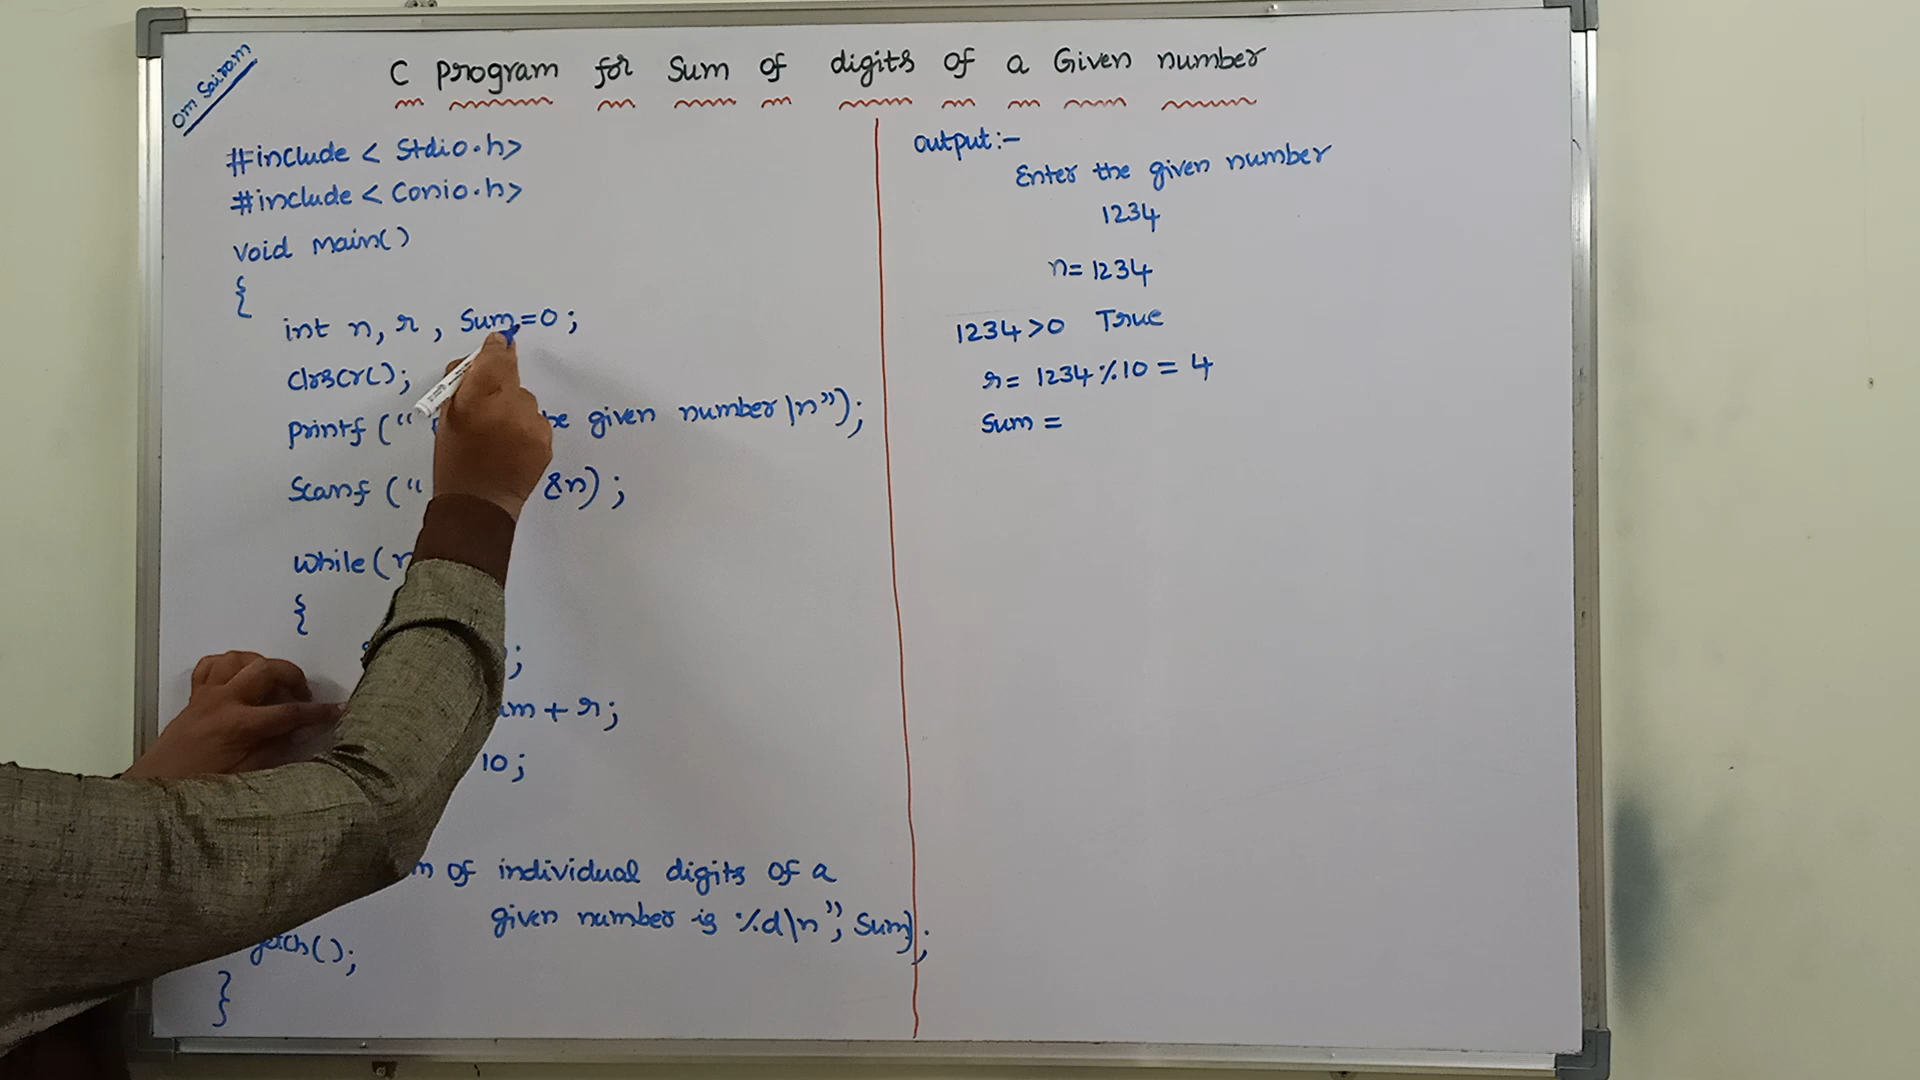 Om Sairam
C program for Sum of digits of a Given number
#include < Stdio.h>
#include < Conio.h>
void main()
{
int n, r, Sum=0;
clrscr();
printf (" given number \n");
Scanf (" &n);
while(n
{
;
+ r;
10;
of individual digits of a
given number is %d\n", Sum);
getch();
}
output:-
Enter the given number
1234
n= 1234
1234>0 True
r= 1234%10 = 4
Sum =